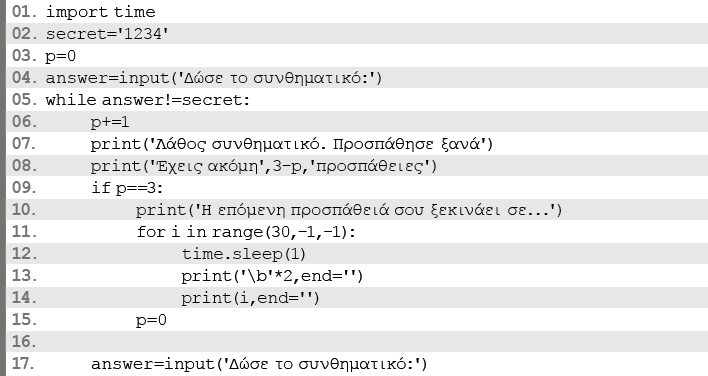 01. import time
02. secret='1234'
03. p=0
04. answer=input('Δώσε το συνθηματικό:')
05. while answer!=secret:
06. p+=1
07. print('Λάθος συνθηματικό. Προσπάθησε ξανά')
08. print('Έχεις ακόμη',3-p,'προσπάθειες')
09. if p==3:
10. print('Η επόμενη προσπάθειά σου ξεκινάει σε...')
11. for i in range(30,-1,-1):
12. time.sleep(1)
13. print('\b'*2,end='')
14. print(i,end='')
15. p=0
16.
17. answer=input('Δώσε το συνθηματικό:')